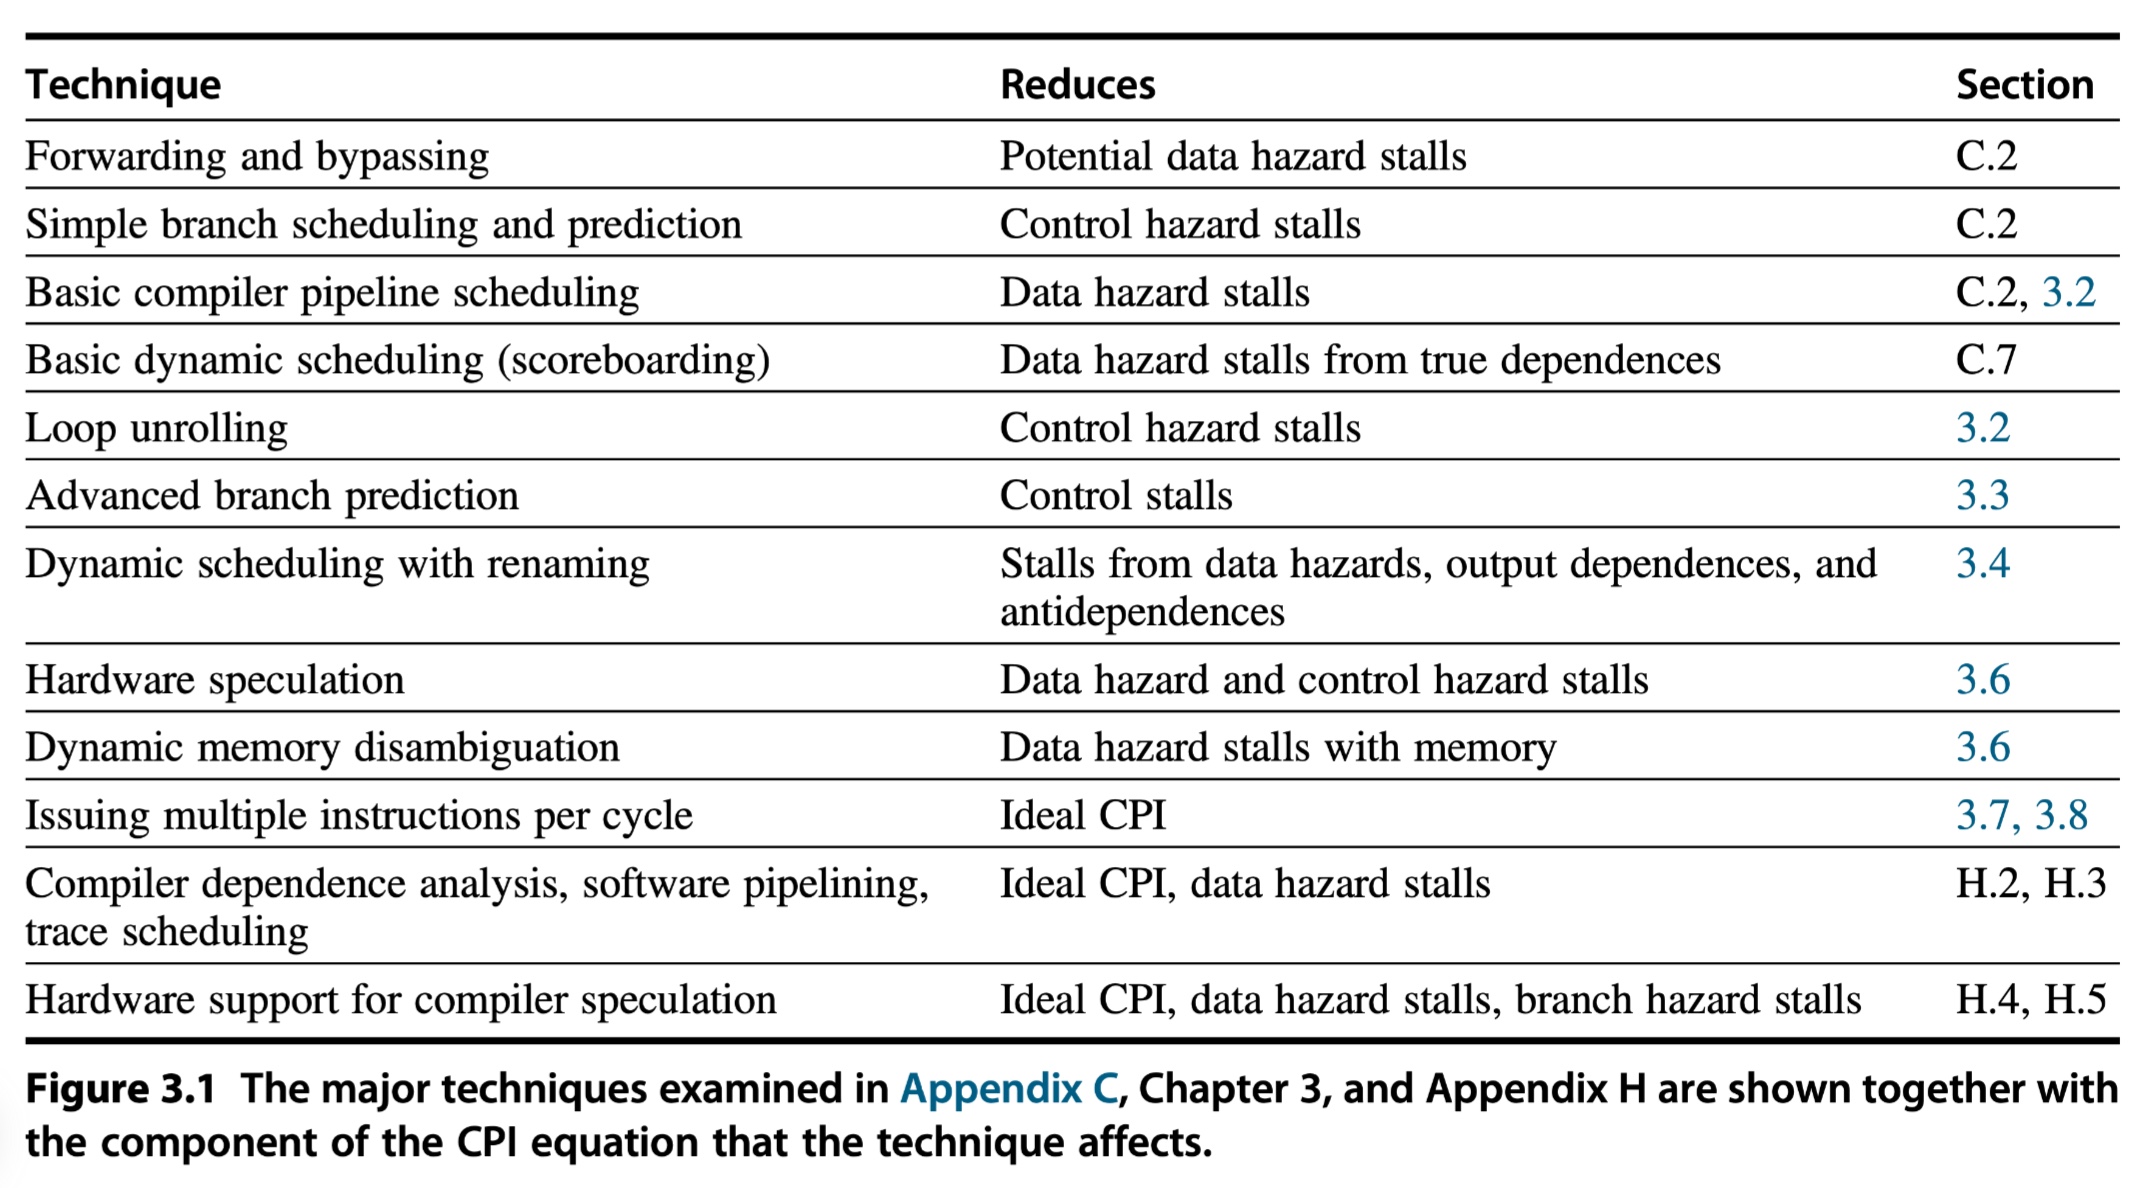 Technique Reduces Section
Forwarding and bypassing Potential data hazard stalls C.2
Simple branch scheduling and prediction Control hazard stalls C.2
Basic compiler pipeline scheduling Data hazard stalls C.2, 3.2
Basic dynamic scheduling (scoreboarding) Data hazard stalls from true dependences C.7
Loop unrolling Control hazard stalls 3.2
Advanced branch prediction Control stalls 3.3
Dynamic scheduling with renaming Stalls from data hazards, output dependences, and 3.4
antidependences
Hardware speculation Data hazard and control hazard stalls 3.6
Dynamic memory disambiguation Data hazard stalls with memory 3.6
Issuing multiple instructions per cycle Ideal CPI 3.7, 3.8
Compiler dependence analysis, software pipelining, Ideal CPI, data hazard stalls H.2, H.3
trace scheduling
Hardware support for compiler speculation Ideal CPI, data hazard stalls, branch hazard stalls H.4, H.5
Figure 3.1 The major techniques examined in Appendix C, Chapter 3, and Appendix H are shown together with
the component of the CPI equation that the technique affects.